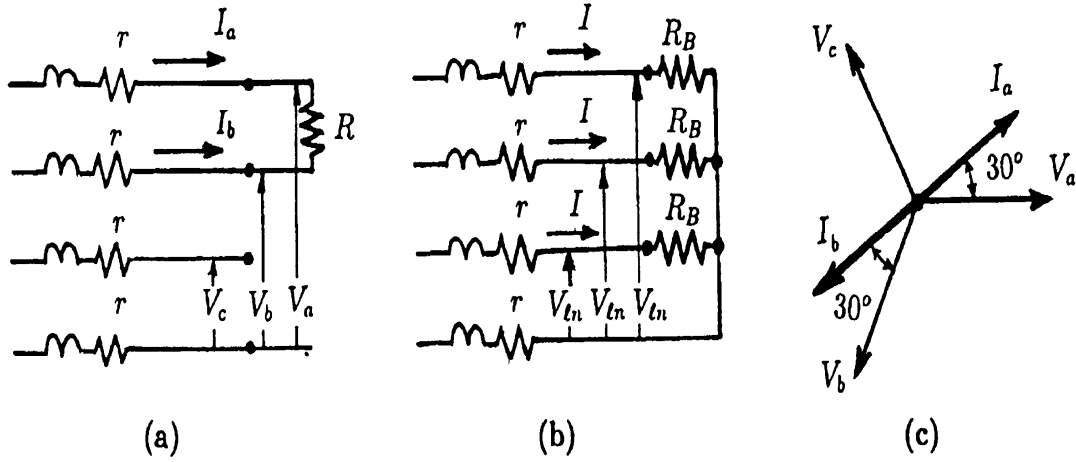 r
I_a
r
I_b
R
r
r
V_c V_b V_a
(a)
r
I
R_B
r
I
R_B
r
I
R_B
r
V_ℓn V_ℓn V_ℓn
(b)
V_c
I_a
30°
V_a
I_b
30°
V_b
(c)